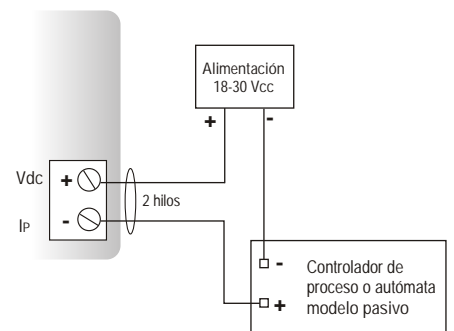 Alimentación
18-30 Vcc
+ -
Vdc + 
2 hilos
IP -
- Controlador de
proceso o autómata
+ modelo pasivo